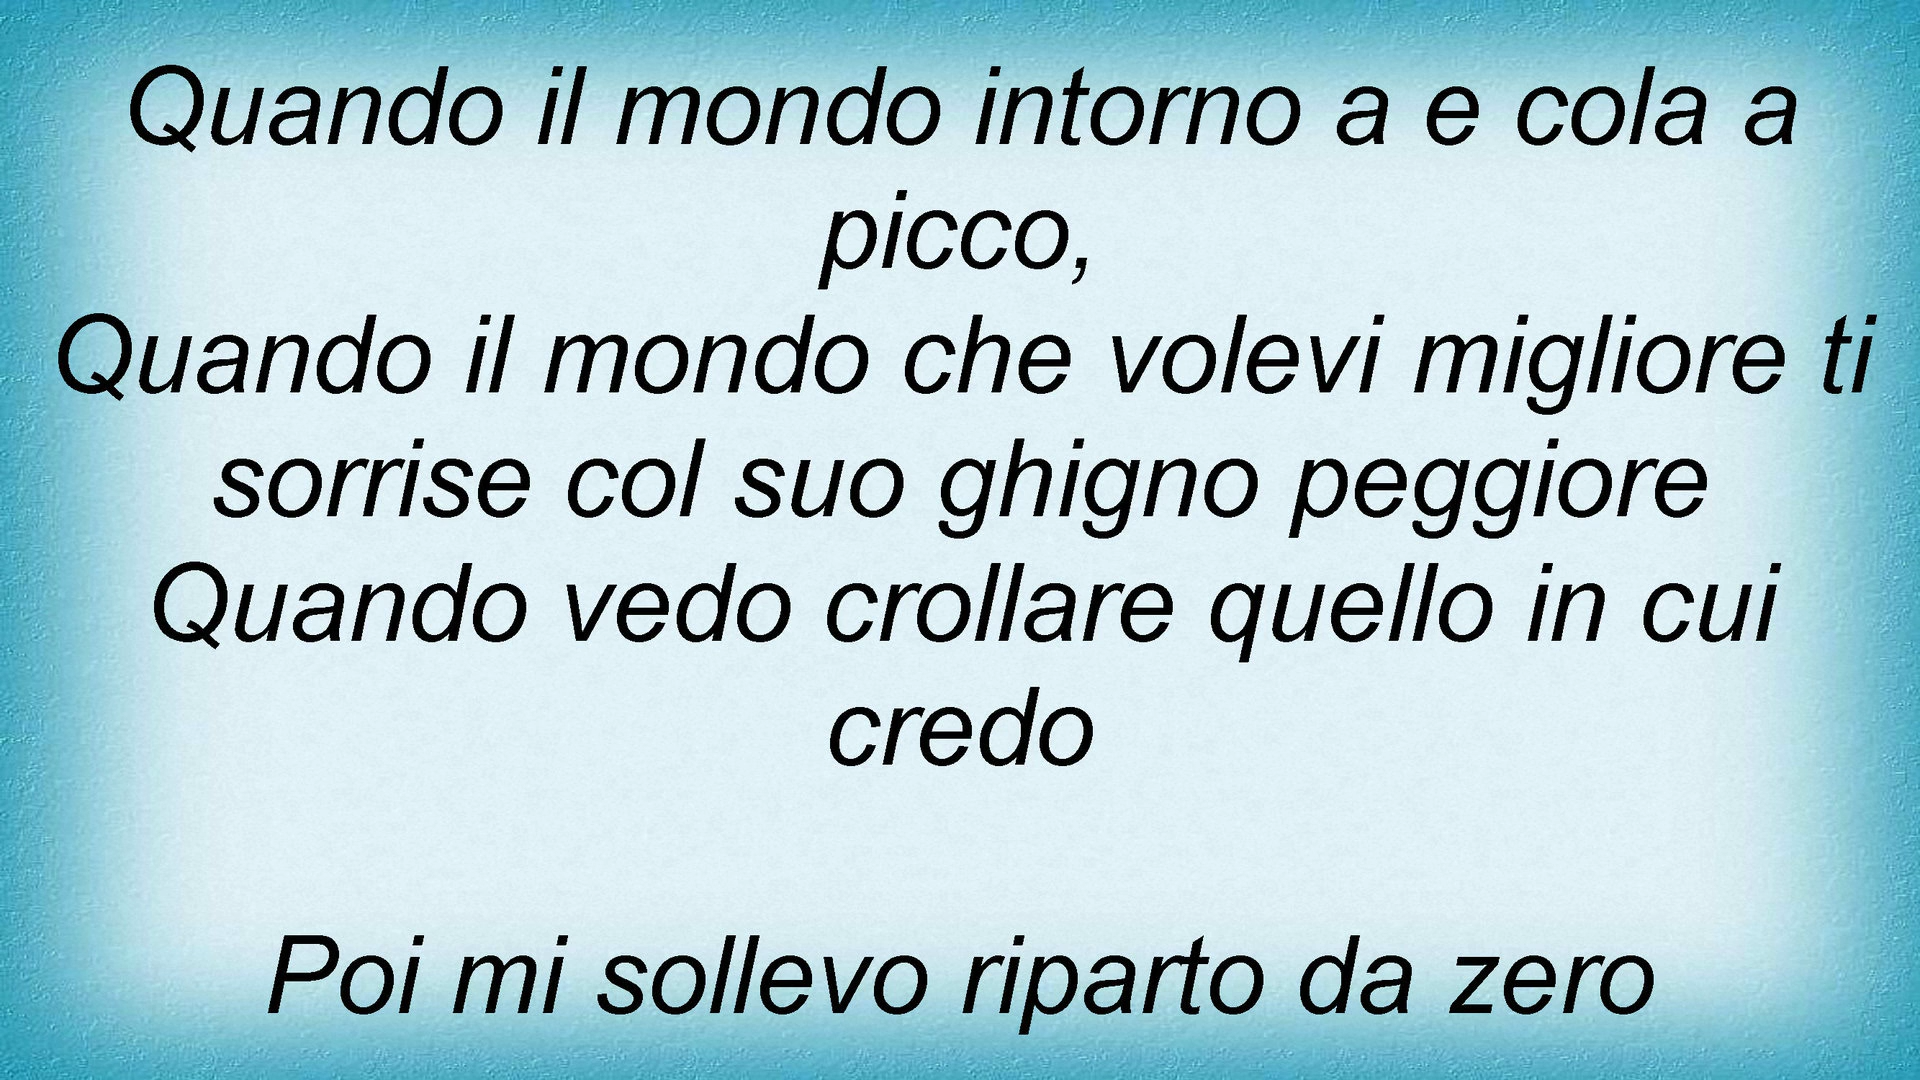 Quando il mondo intorno a e cola a
picco,
Quando il mondo che volevi migliore ti
sorrise col suo ghigno peggiore
Quando vedo crollare quello in cui
credo
Poi mi sollevo riparto da zero